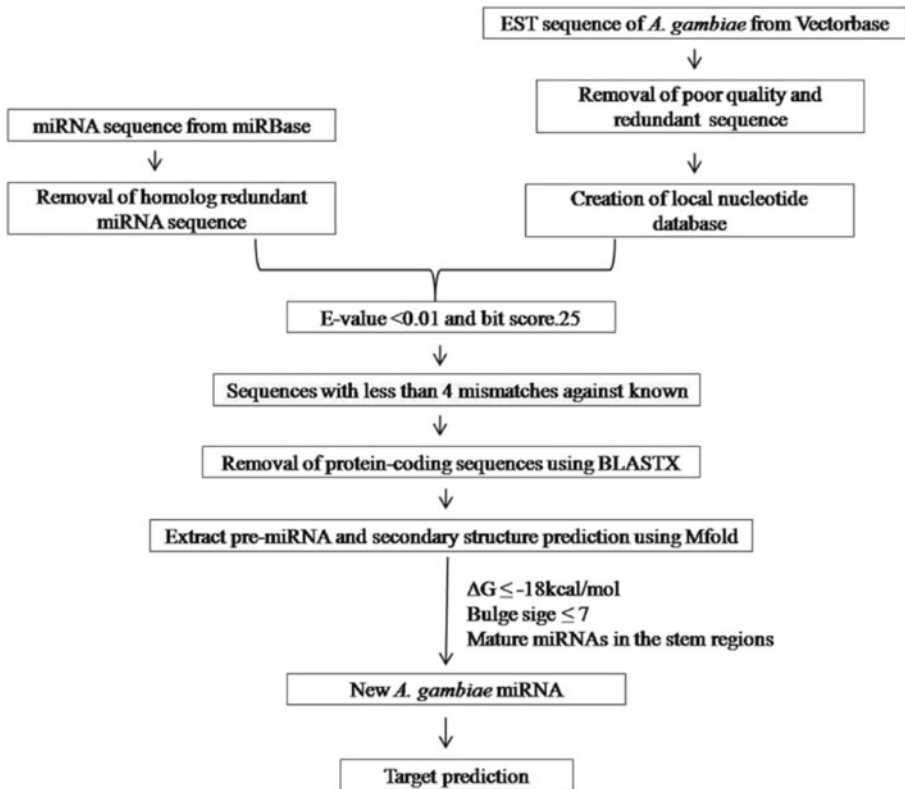 EST sequence of A. gambiae from Vectorbase
Removal of poor quality and
redundant sequence
miRNA sequence from miRBase
Removal of homolog redundant
miRNA sequence
Creation of local nucleotide
database
E-value <0.01 and bit score.25
Sequences with less than 4 mismatches against known
Removal of protein-coding sequences using BLASTX
Extract pre-miRNA and secondary structure prediction using Mfold
ΔG ≤ -18kcal/mol
Bulge sige ≤ 7
Mature miRNAs in the stem regions
New A. gambiae miRNA
Target prediction